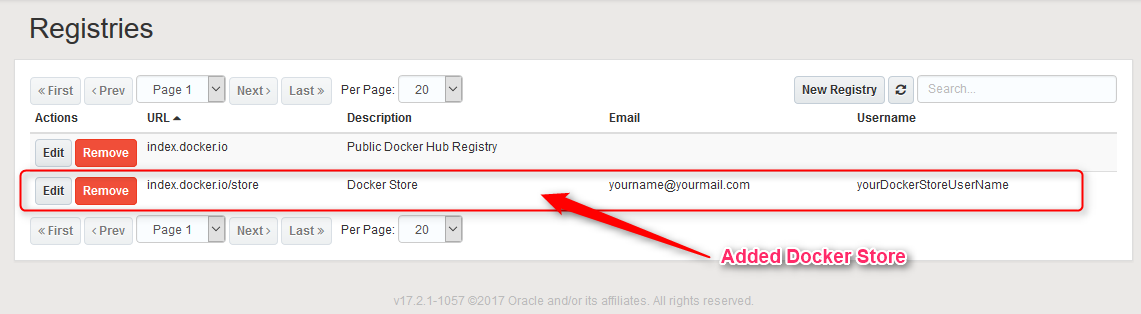 Registries
« First ‹ Prev Page 1 Next › Last » Per Page: 20 New Registry Search...
Actions URL Description Email Username
Edit Remove index.docker.io Public Docker Hub Registry
Edit Remove index.docker.io/store Docker Store yourname@yourmail.com yourDockerStoreUserName
« First ‹ Prev Page 1 Next › Last » Per Page: 20
Added Docker Store
v17.2.1-1057 ©2017 Oracle and/or its affiliates. All rights reserved.